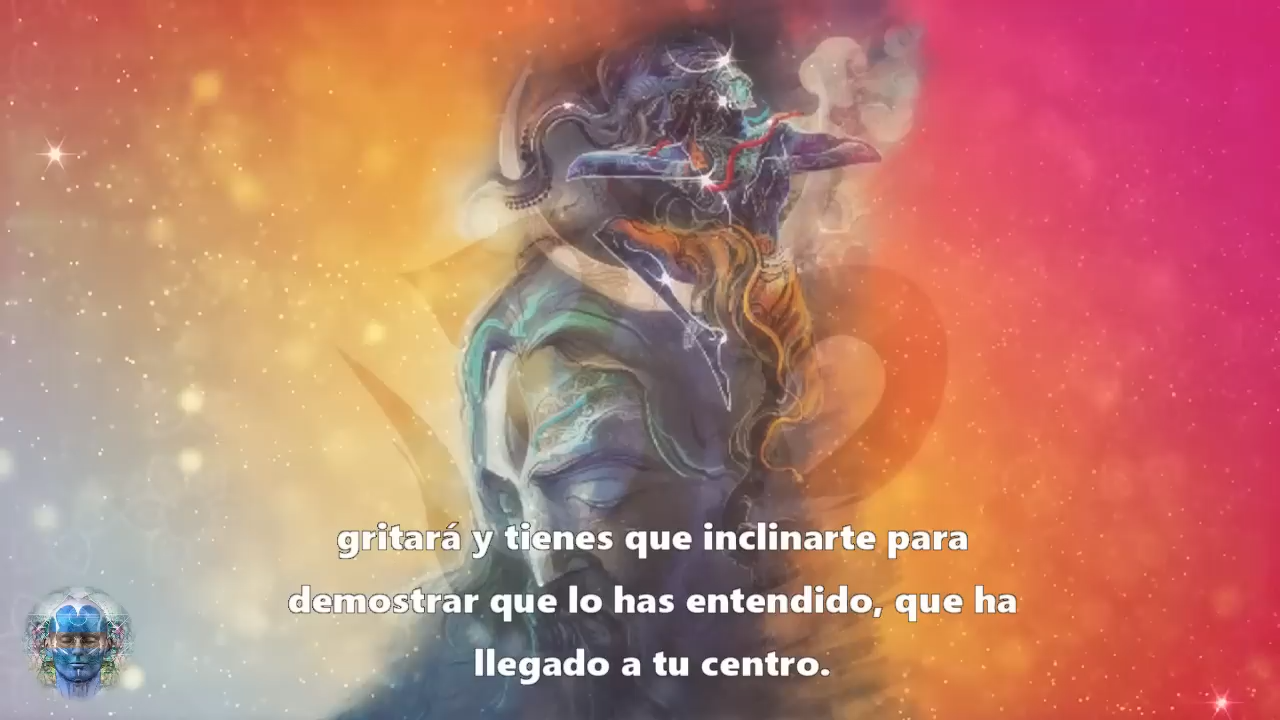 gritará y tienes que inclinarte para
demostrar que lo has entendido, que ha
llegado a tu centro.